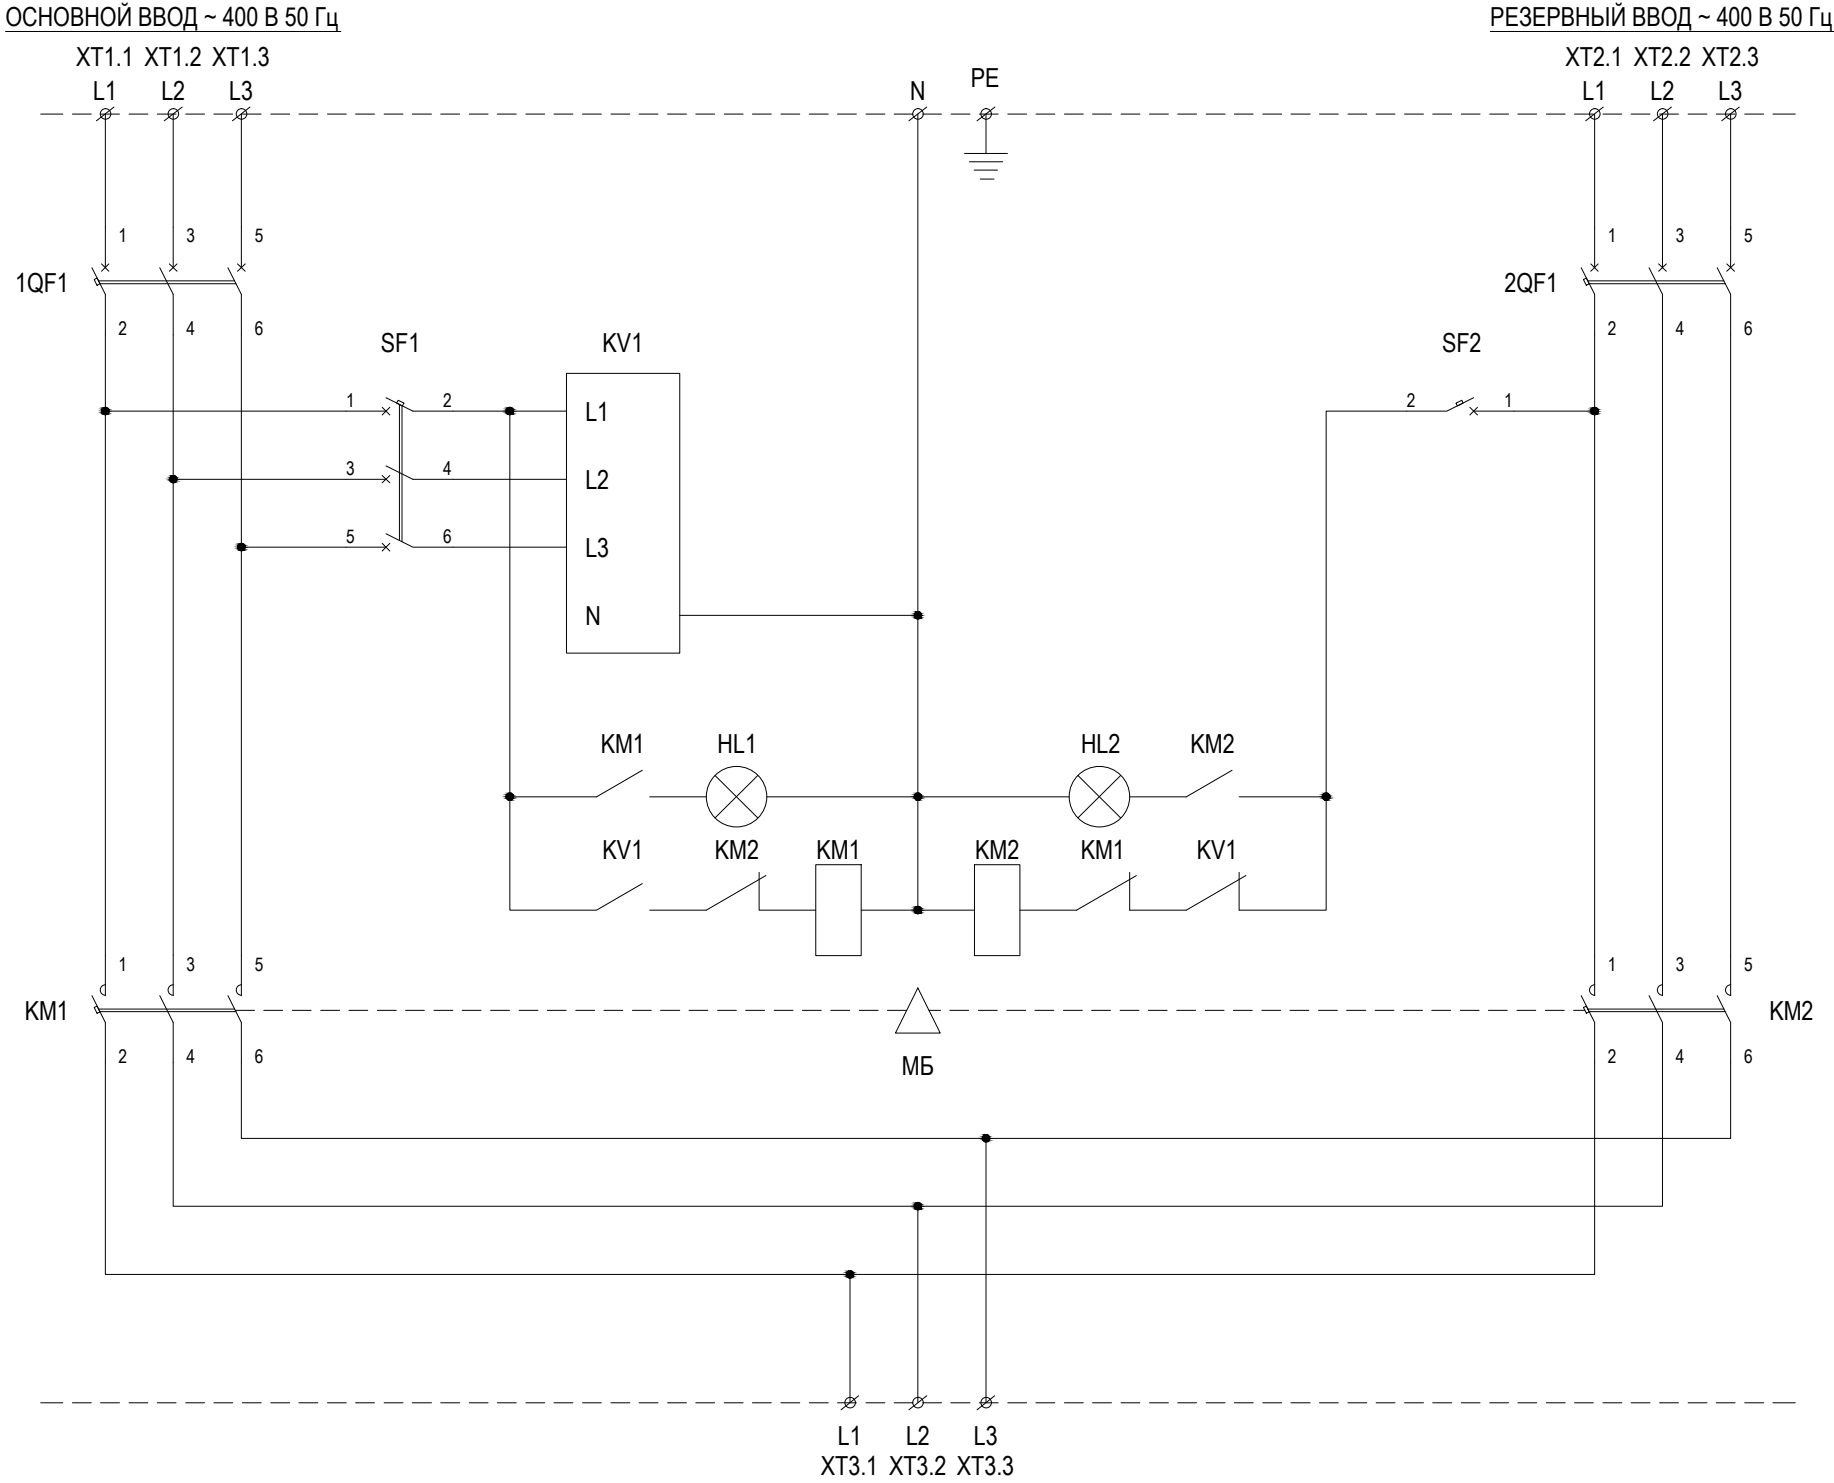 ОСНОВНОЙ ВВОД ~ 400 В 50 Гц РЕЗЕРВНЫЙ ВВОД ~ 400 В 50 Гц
XT1.1 XT1.2 XT1.3 PE XT2.1 XT2.2 XT2.3
L1 L2 L3 N L1 L2 L3
1 3 5 1 3 5
1QF1 2QF1
2 4 6 2 4 6
SF1 KV1 SF2
1 2 L1 2 1
3 4 L2
5 6 L3
N
KM1 HL1 HL2 KM2
KV1 KM2 KM1 KM2 KM1 KV1
1 3 5 1 3 5
KM1 KM2
2 4 6 МБ 2 4 6
L1 L2 L3
XT3.1 XT3.2 XT3.3